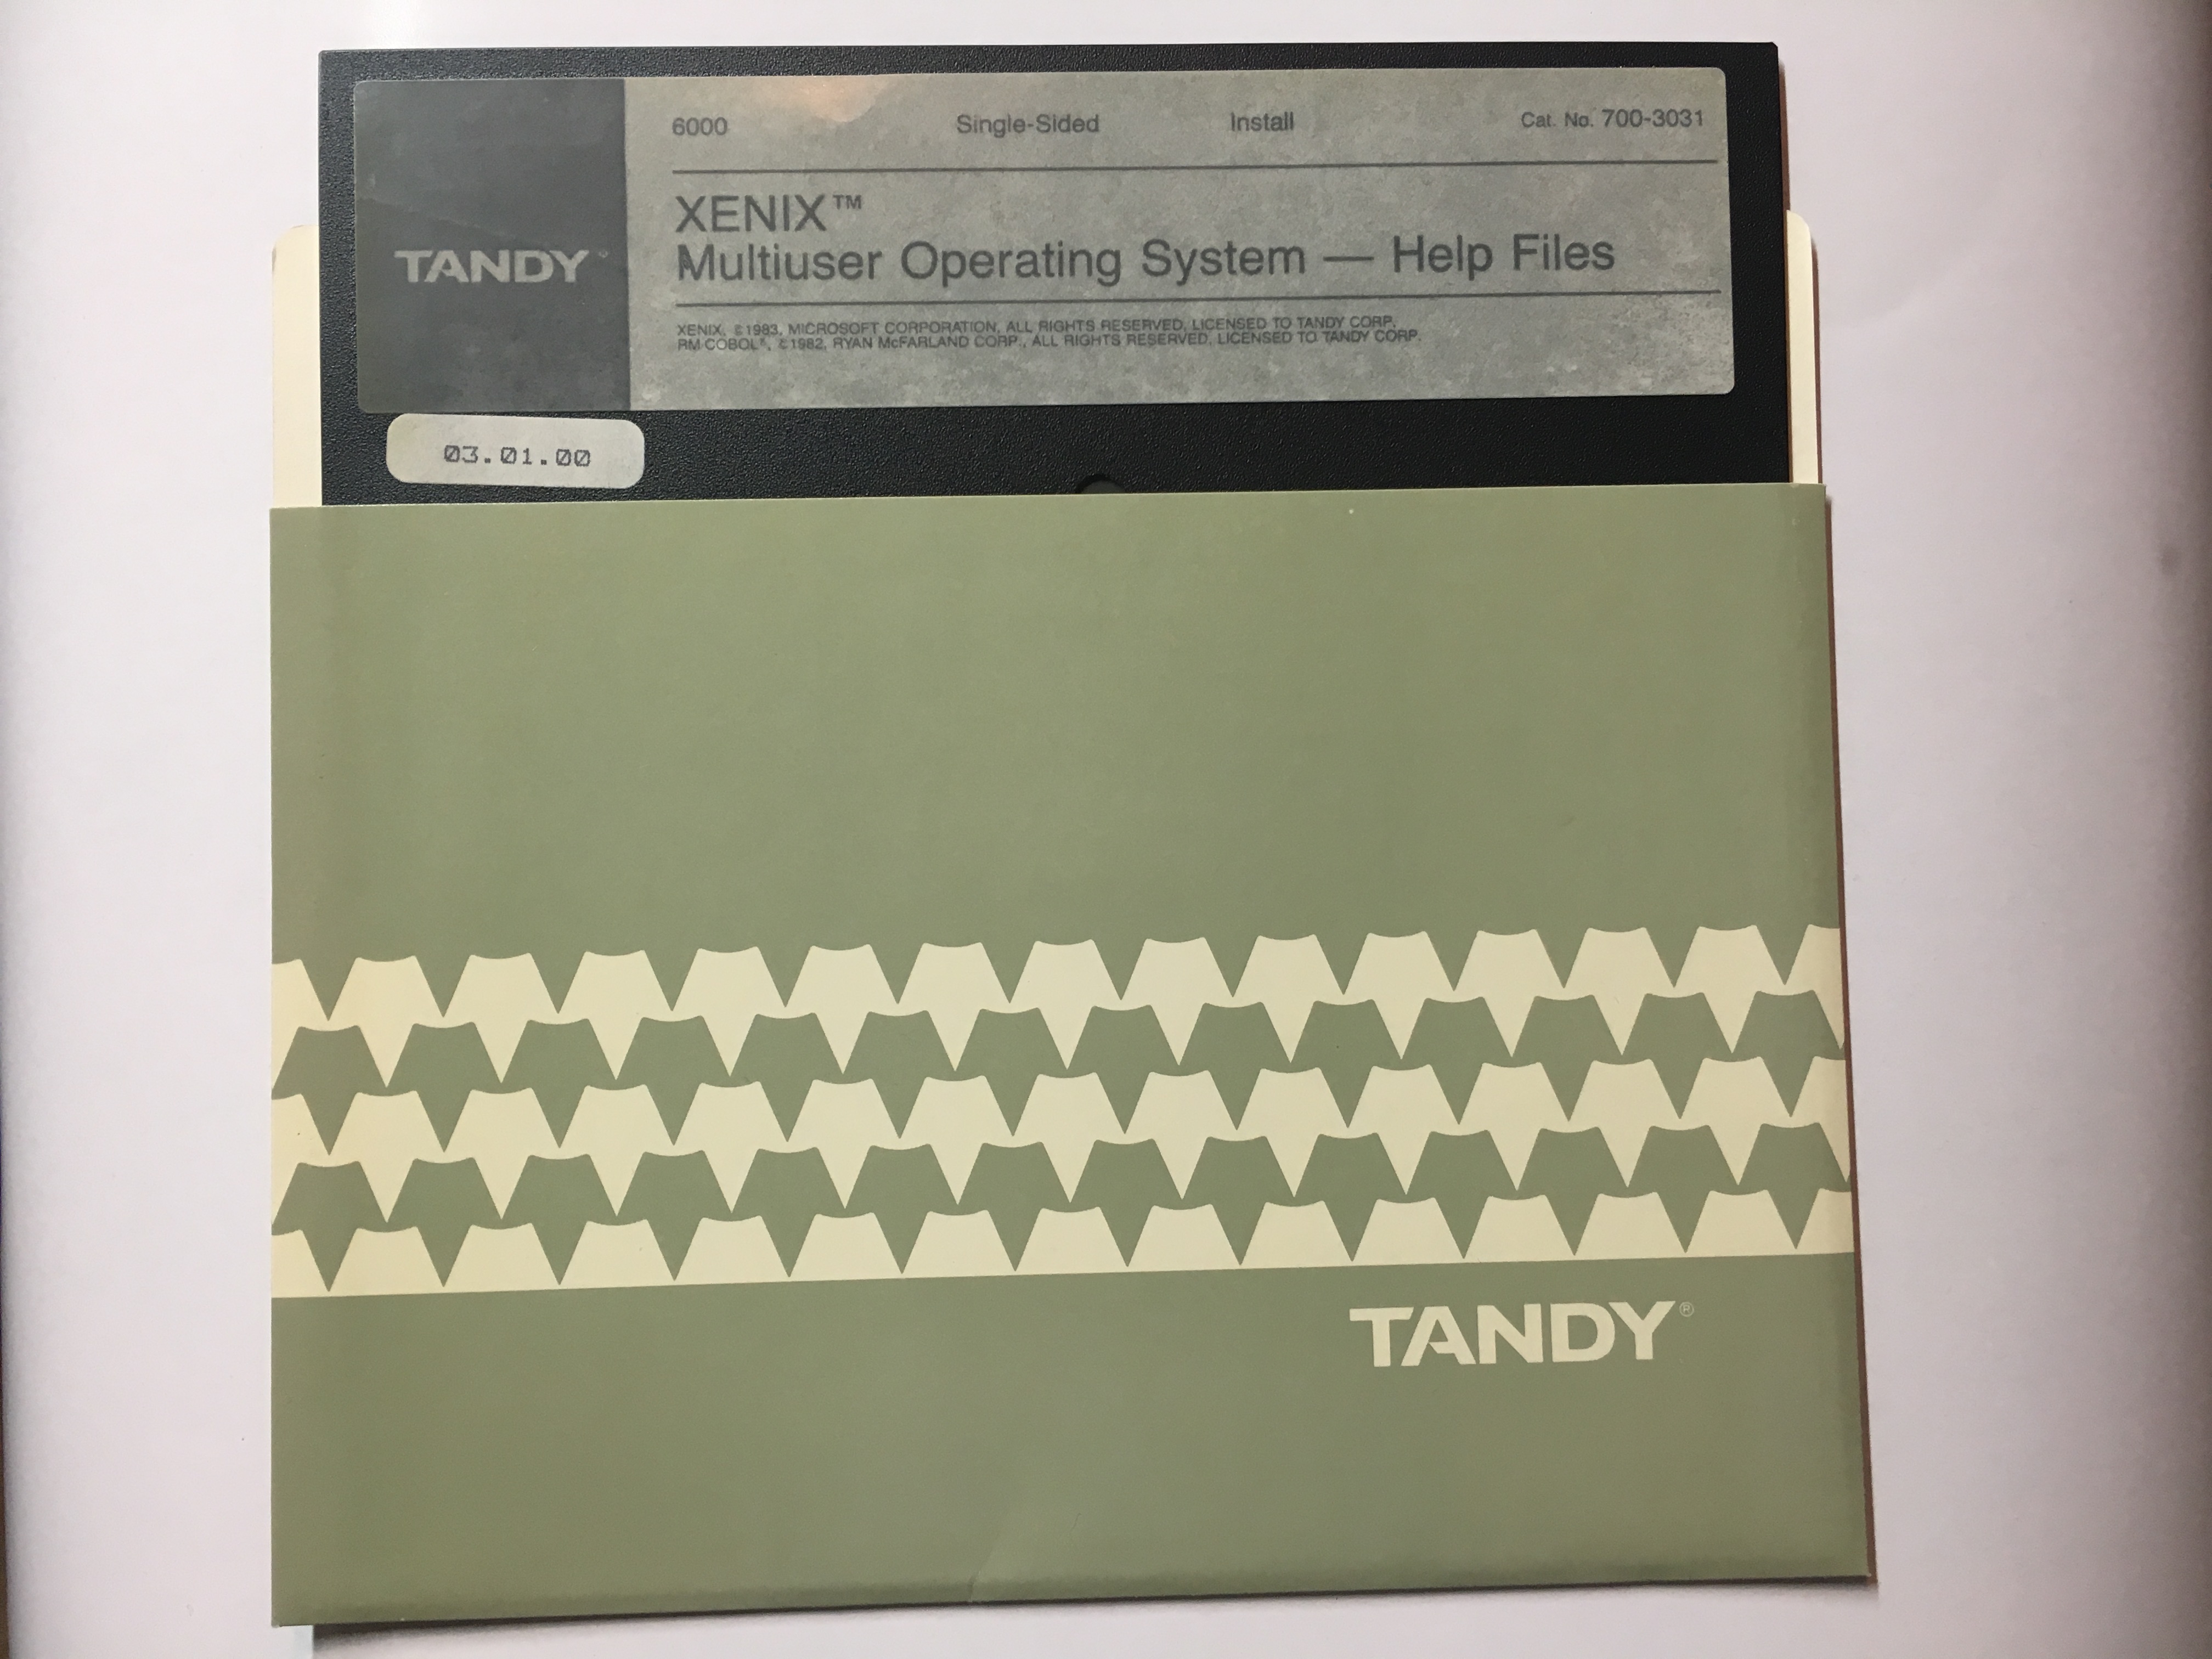 6000 Single-Sided Install Cat. No. 700-3031
XENIX™
Multiuser Operating System — Help Files
TANDY®
XENIX, ©1983, MICROSOFT CORPORATION, ALL RIGHTS RESERVED, LICENSED TO TANDY CORP.
RM COBOL®, ©1982, RYAN McFARLAND CORP., ALL RIGHTS RESERVED, LICENSED TO TANDY CORP.
03.01.00
TANDY®